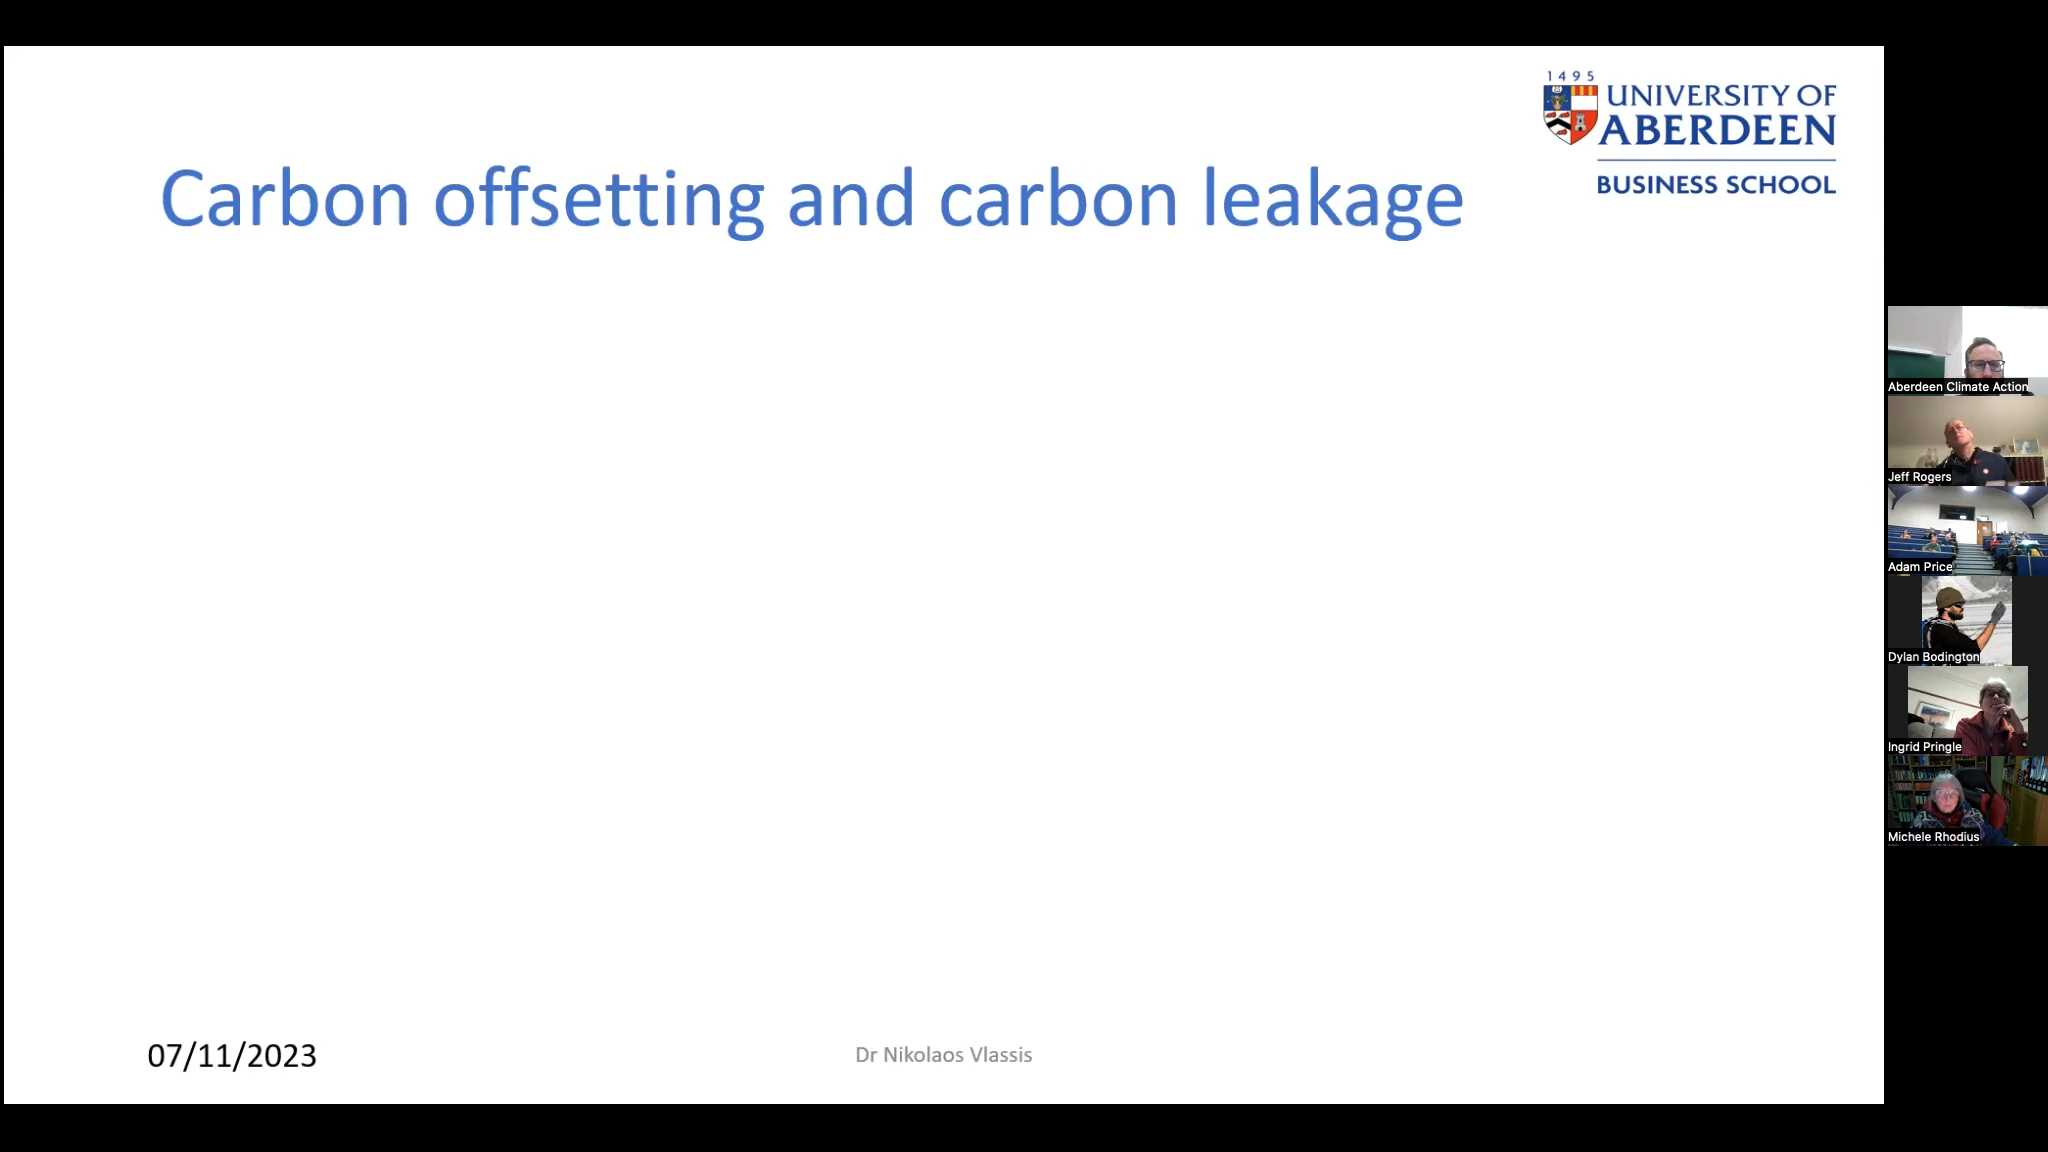 1495
UNIVERSITY OF
ABERDEEN
BUSINESS SCHOOL
Carbon offsetting and carbon leakage
Aberdeen Climate Action
Jeff Rogers
Adam Price
Dylan Bodington
Ingrid Pringle
Michele Rhodius
07/11/2023
Dr Nikolaos Vlassis